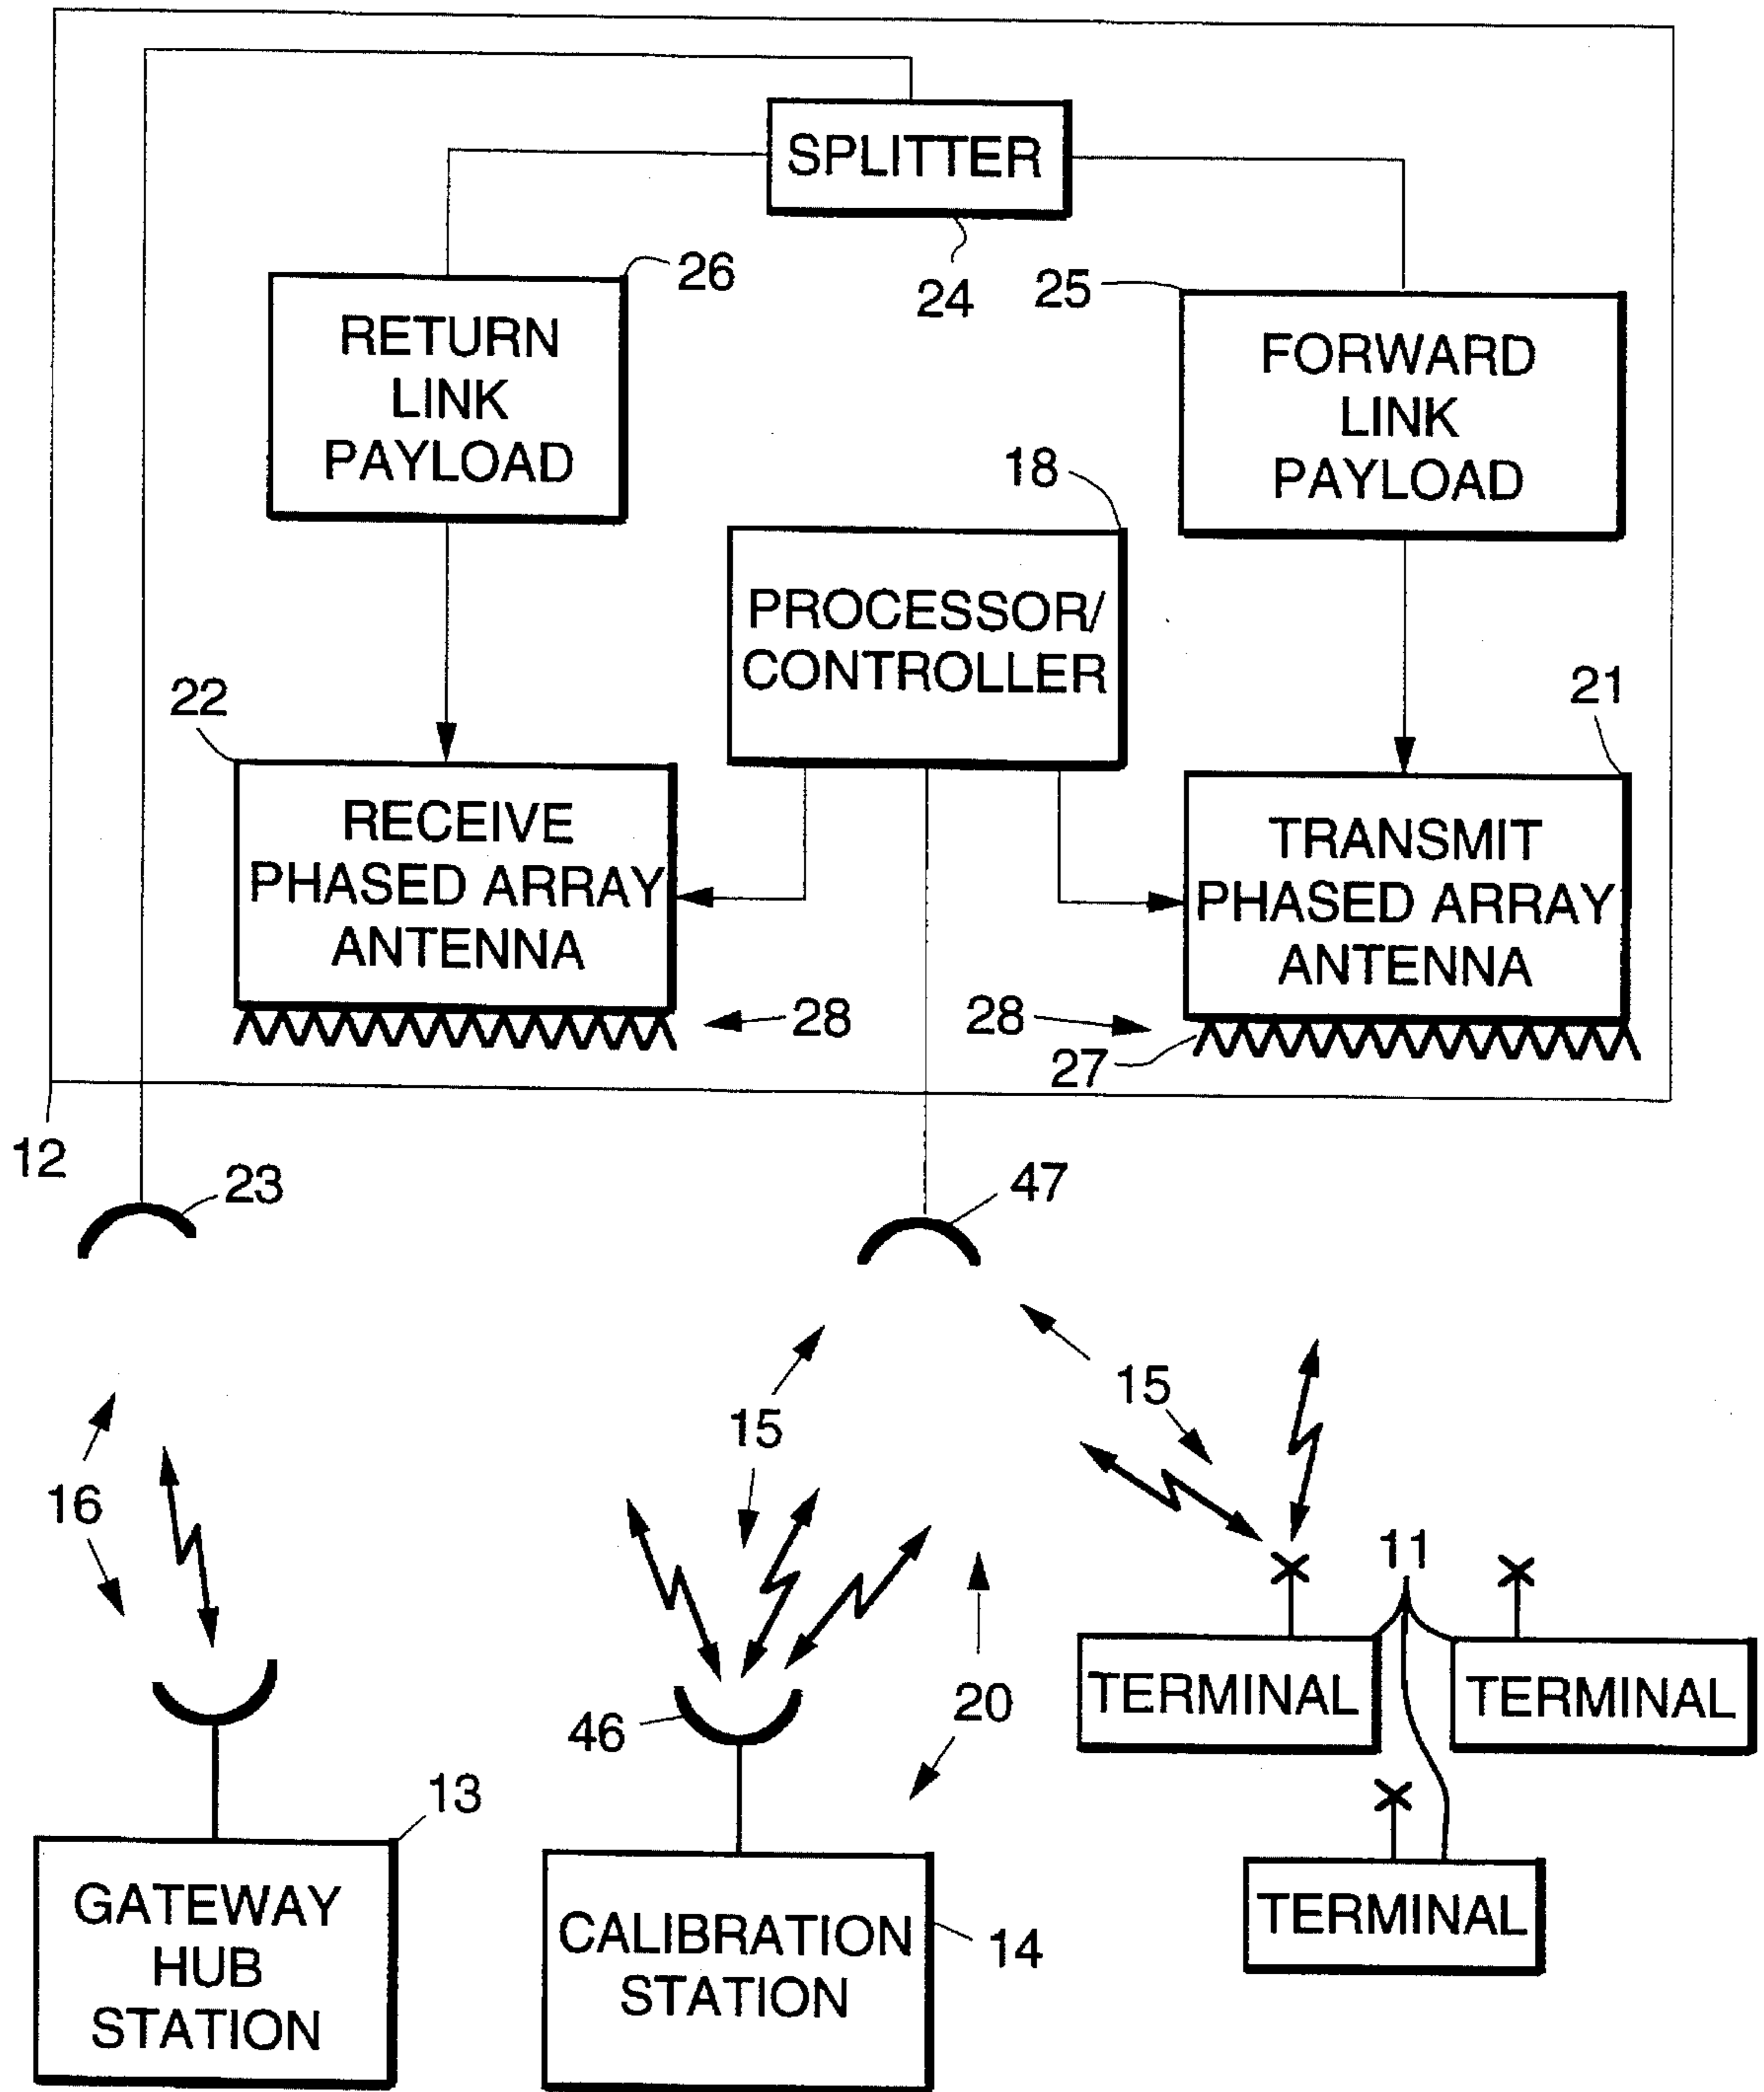 SPLITTER
24
26
25
RETURN
LINK
PAYLOAD
FORWARD
LINK
PAYLOAD
18
PROCESSOR/
CONTROLLER
22
21
RECEIVE
PHASED ARRAY
ANTENNA
TRANSMIT
PHASED ARRAY
ANTENNA
28
28
27
12
23
47
15
15
16
11
TERMINAL
TERMINAL
46
20
13
TERMINAL
GATEWAY
HUB
STATION
CALIBRATION
STATION
14